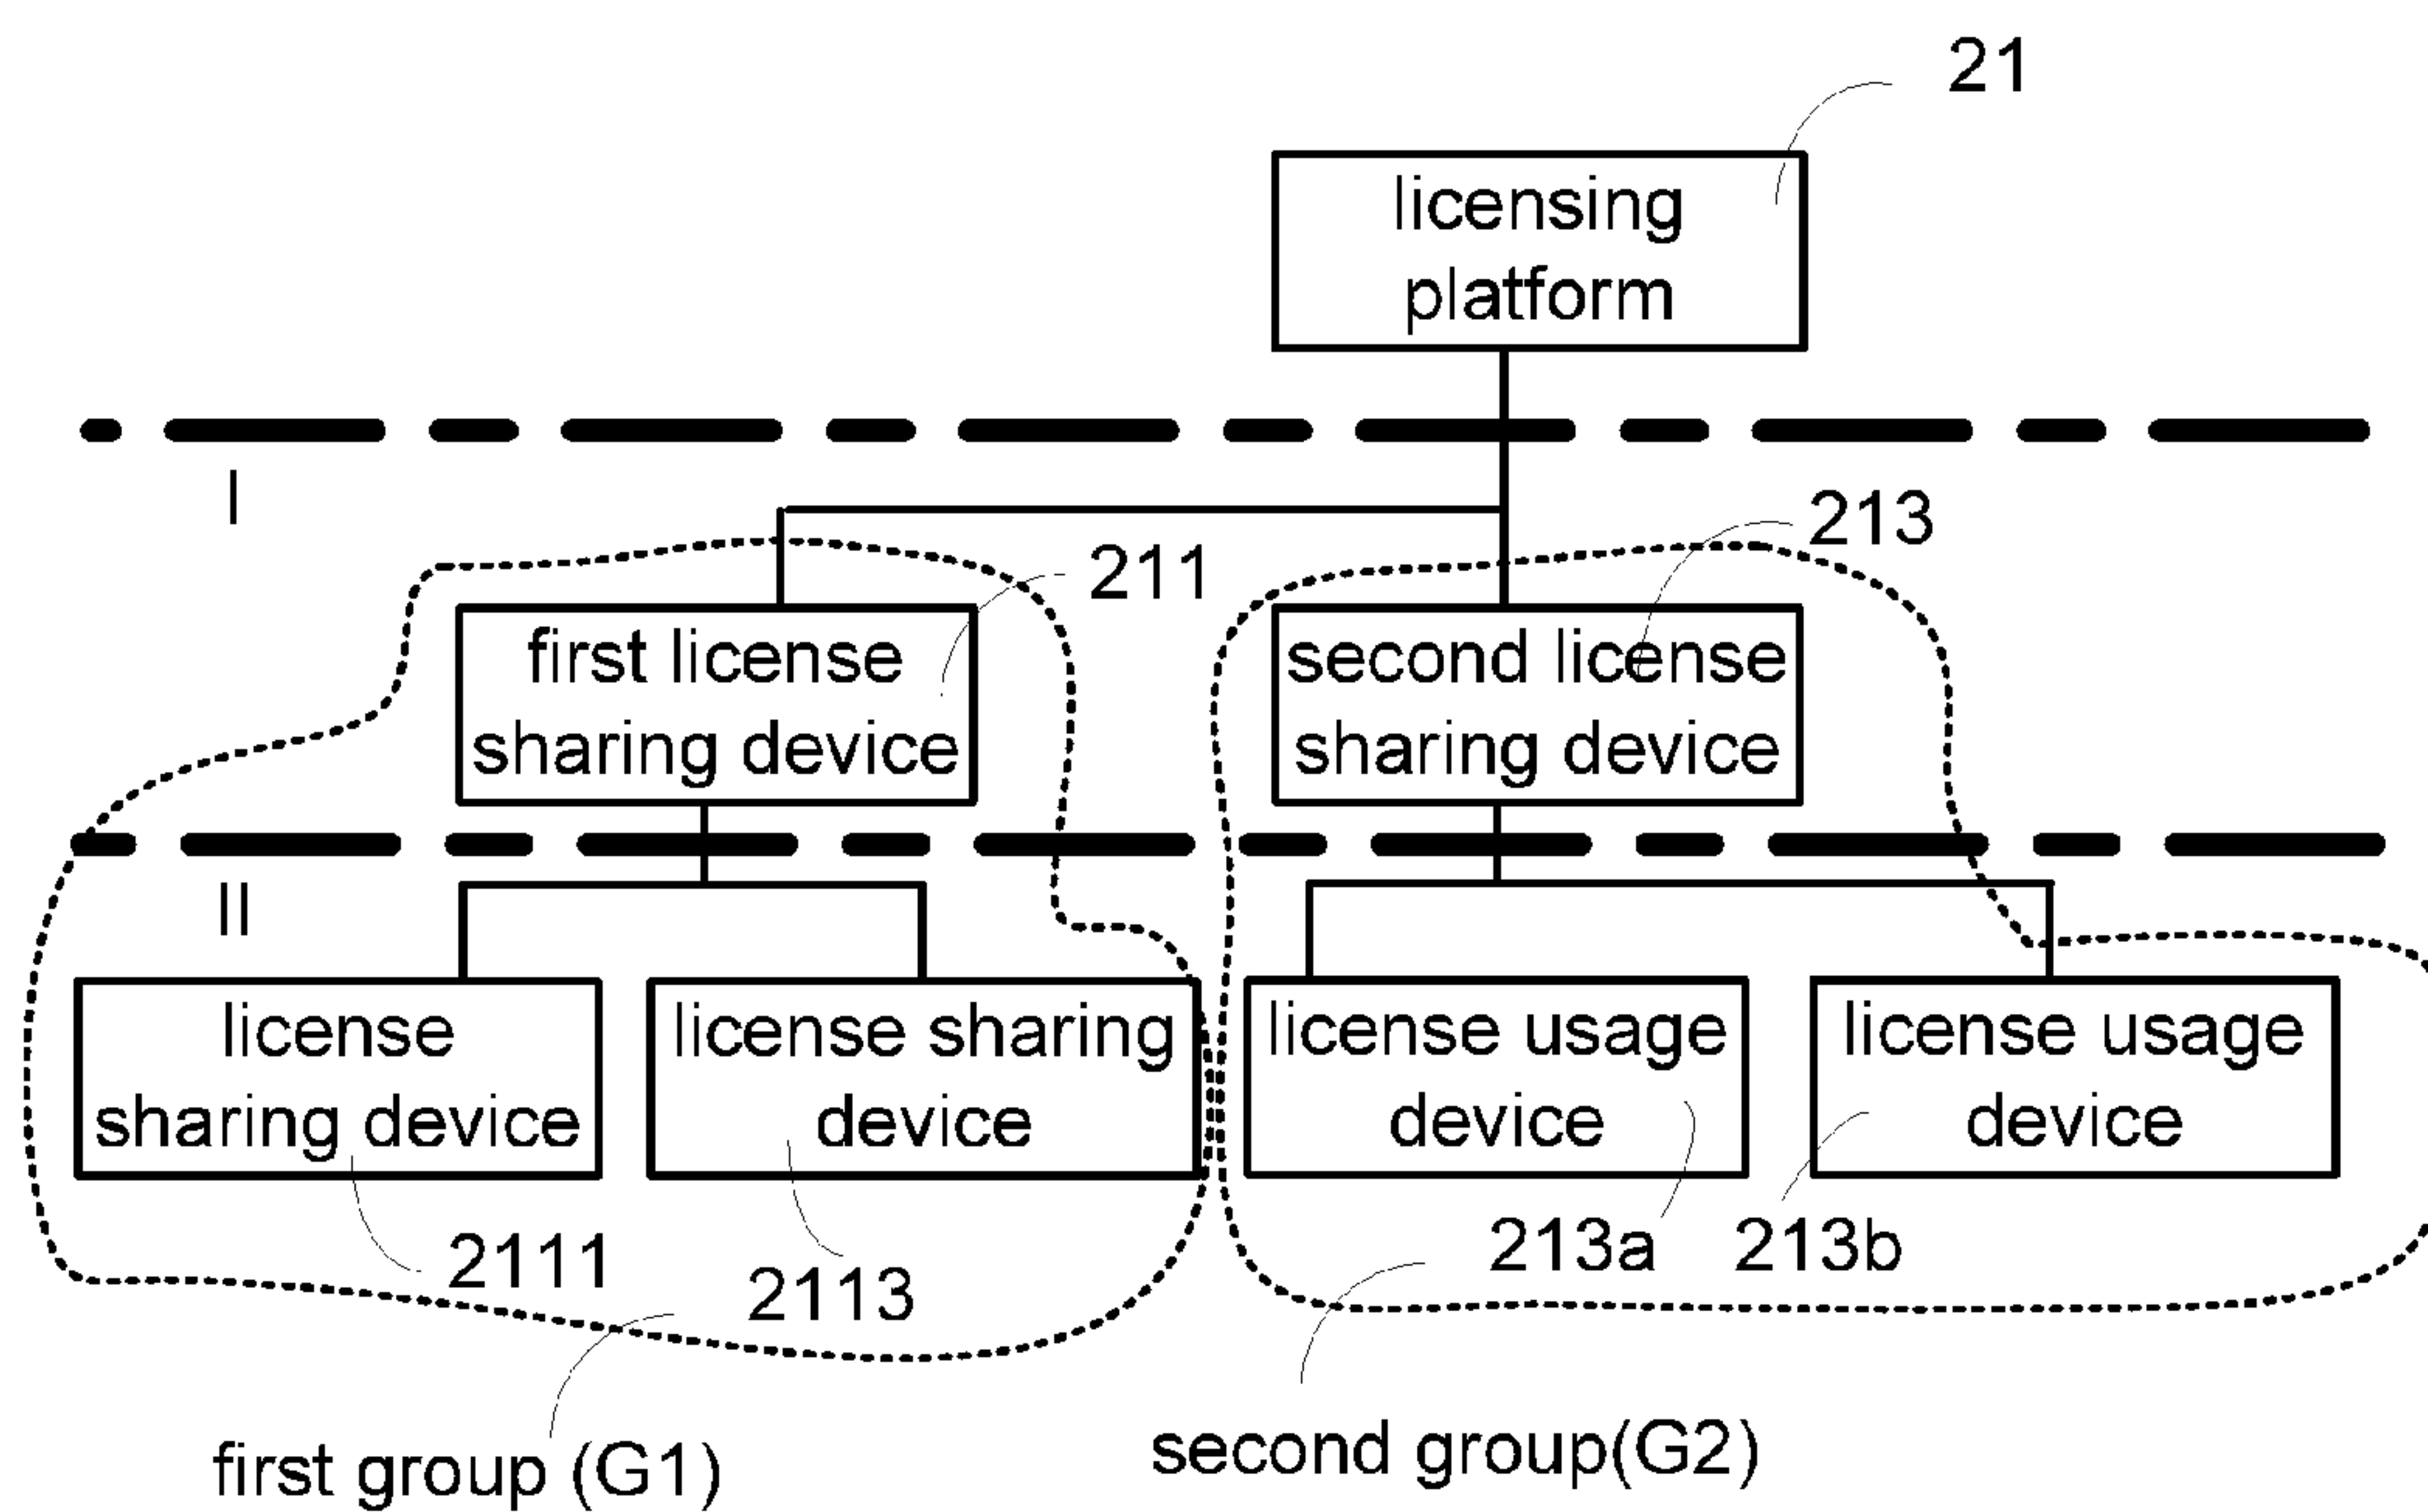 21
licensing
platform
I
213
211
first license
sharing device
second license
sharing device
II
license
sharing device
license sharing
device
license usage
device
license usage
device
2111
2113
213a
213b
first group (G1)
second group(G2)